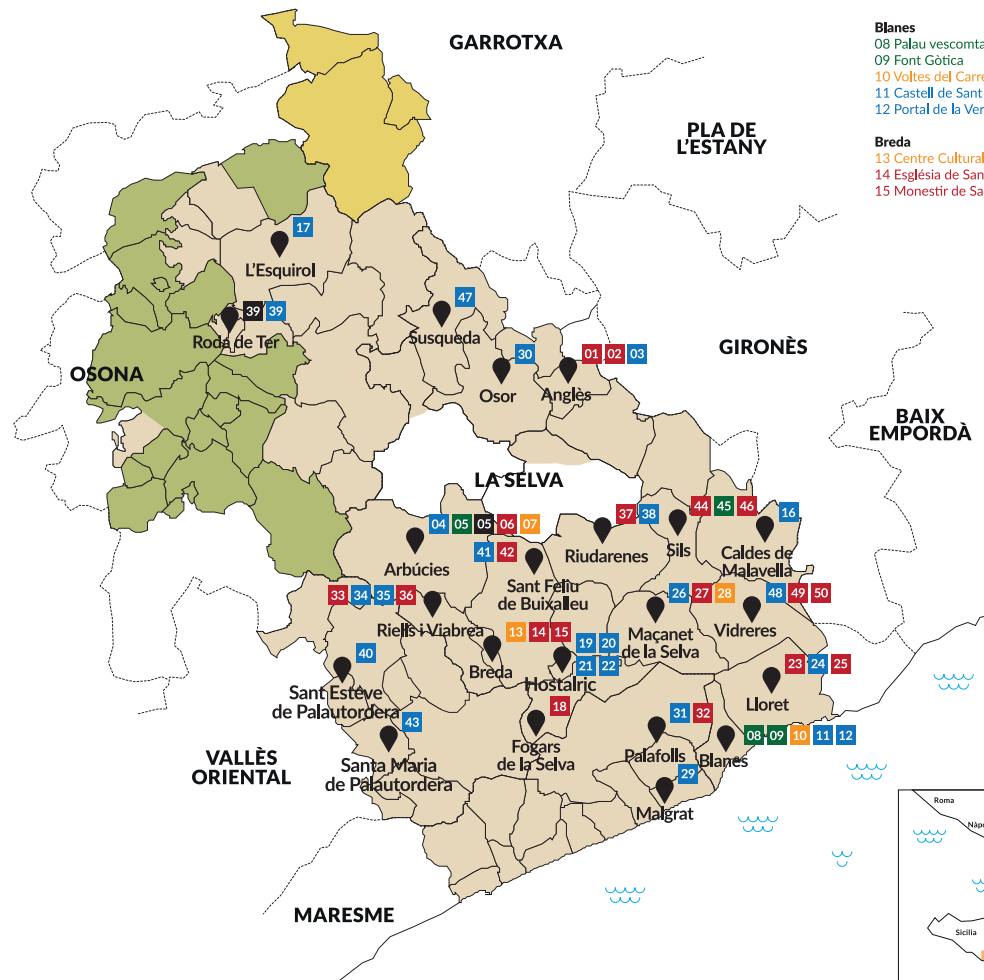 GARROTXA
PLA DE
L'ESTANY
GIRONÈS
BAIX
EMPORDÀ
OSONA
LA SELVA
VALLÈS
ORIENTAL
MARESME
17
L'Esquirol
39 39
Roda de Ter
47
Susqueda
30
Osor
01 02 03
Anglès
04 05 05 06 07
Arbúcies
41 42
Sant Feliu
de Buixalleu
37 38
Riudarenes
44 45 46
Sils
16
Caldes de
Malavella
33 34 35 36
Riells i Viabrea
13 14 15
Breda
19 20
21 22
Hostalric
26 27 28
Maçanet
de la Selva
48 49 50
Vidreres
40
Sant Esteve
de Palautordera
43
Santa Maria
de Palautordera
18
Fogars
de la Selva
31 32
Palafolls
23 24 25
Lloret
08 09 10 11 12
Blanes
29
Malgrat
Blanes
08 Palau vescomta
09 Font Gòtica
10 Voltes del Carre
11 Castell de Sant
12 Portal de la Ver
Breda
13 Centre Cultural
14 Església de San
15 Monestir de Sa
Roma
Nàpo
Sicília